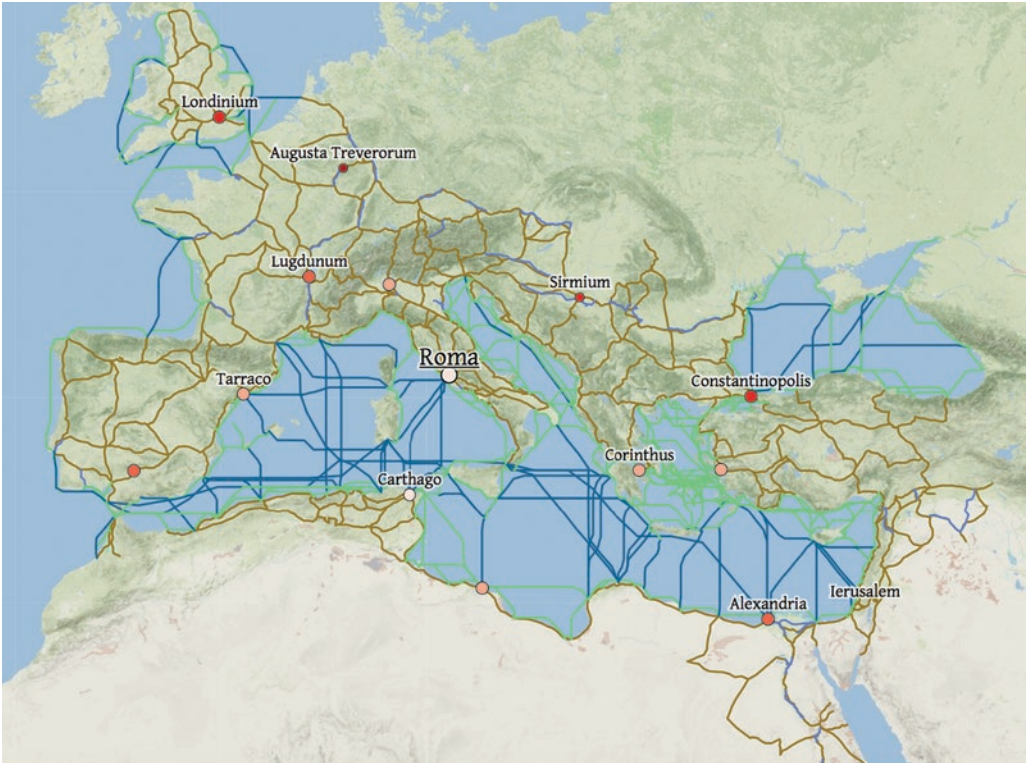 Londinium
Augusta Treverorum
Lugdunum
Sirmium
Roma
Tarraco
Constantinopolis
Corinthus
Carthago
Ierusalem
Alexandria